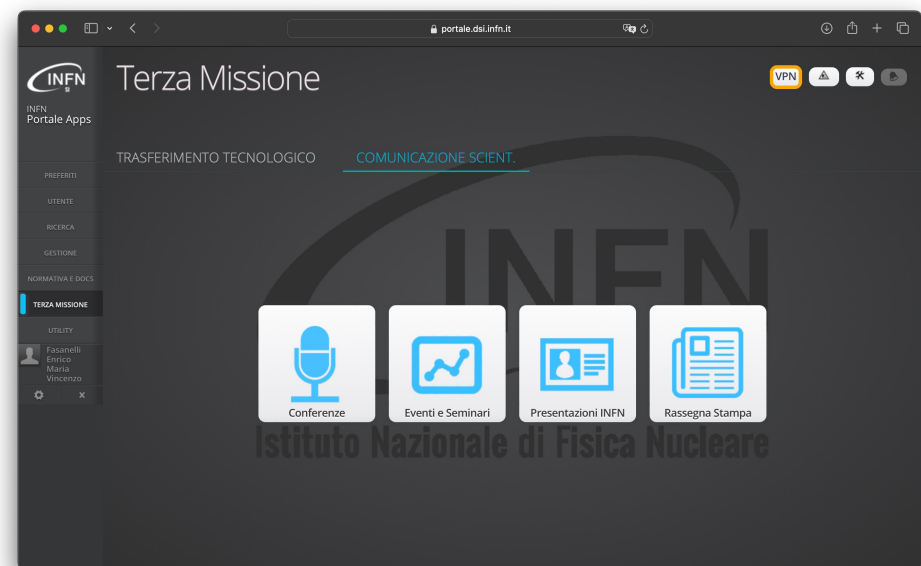 portale.dsi.infn.it
INFN
INFN
Portale Apps
Terza Missione
VPN
TRASFERIMENTO TECNOLOGICO
COMUNICAZIONE SCIENT.
PREFERITI
UTENTE
RICERCA
GESTIONE
NORMATIVA E DOCS
TERZA MISSIONE
UTILITY
Fasanelli
Enrico
Maria
Vincenzo
x
INFN
Conferenze
Eventi e Seminari
Presentazioni INFN
Rassegna Stampa
Istituto Nazionale di Fisica Nucleare